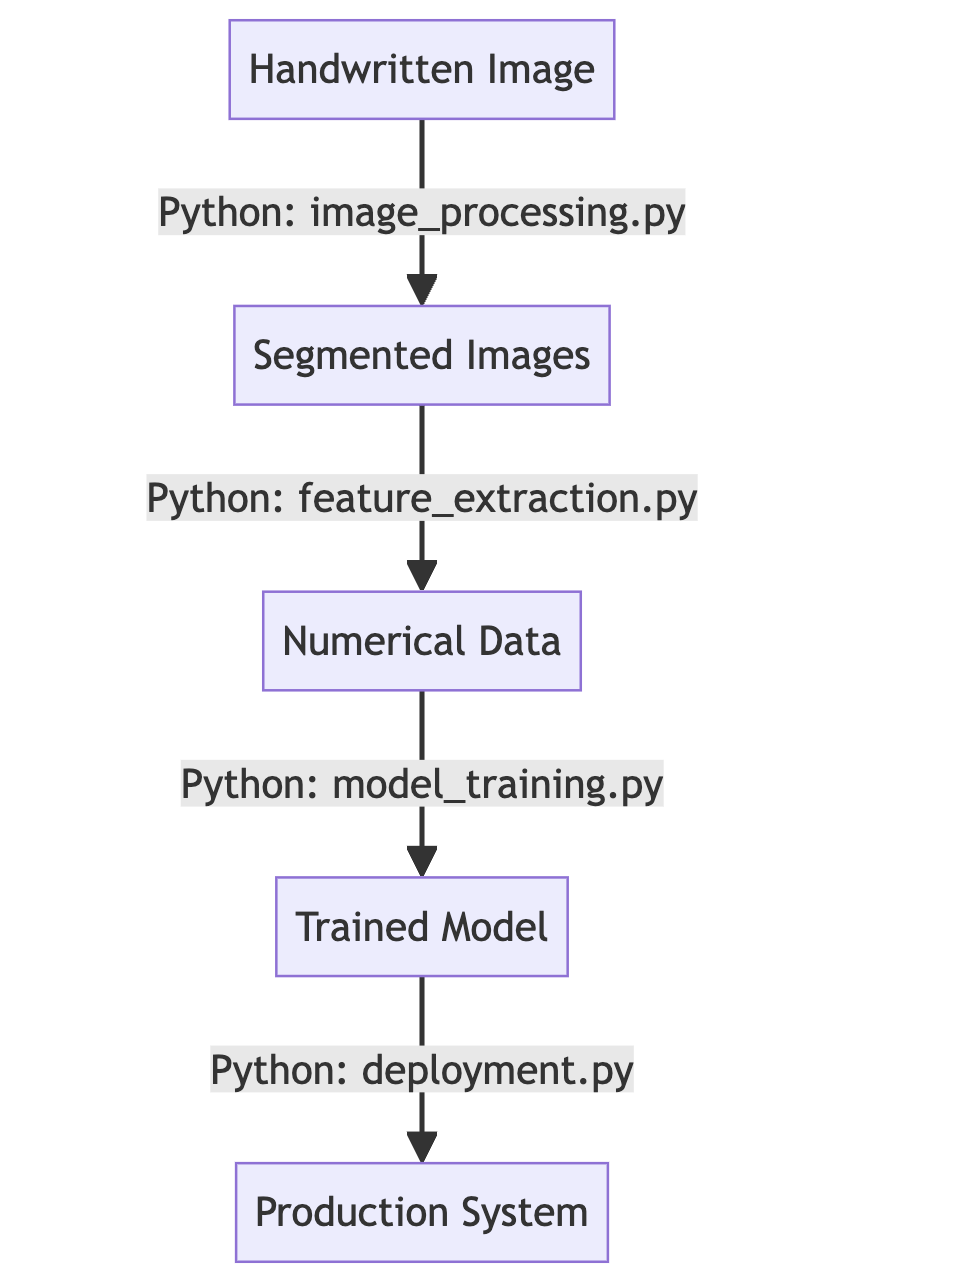 Handwritten Image
Python: image_processing.py
Segmented Images
Python: feature_extraction.py
Numerical Data
Python: model_training.py
Trained Model
Python: deployment.py
Production System